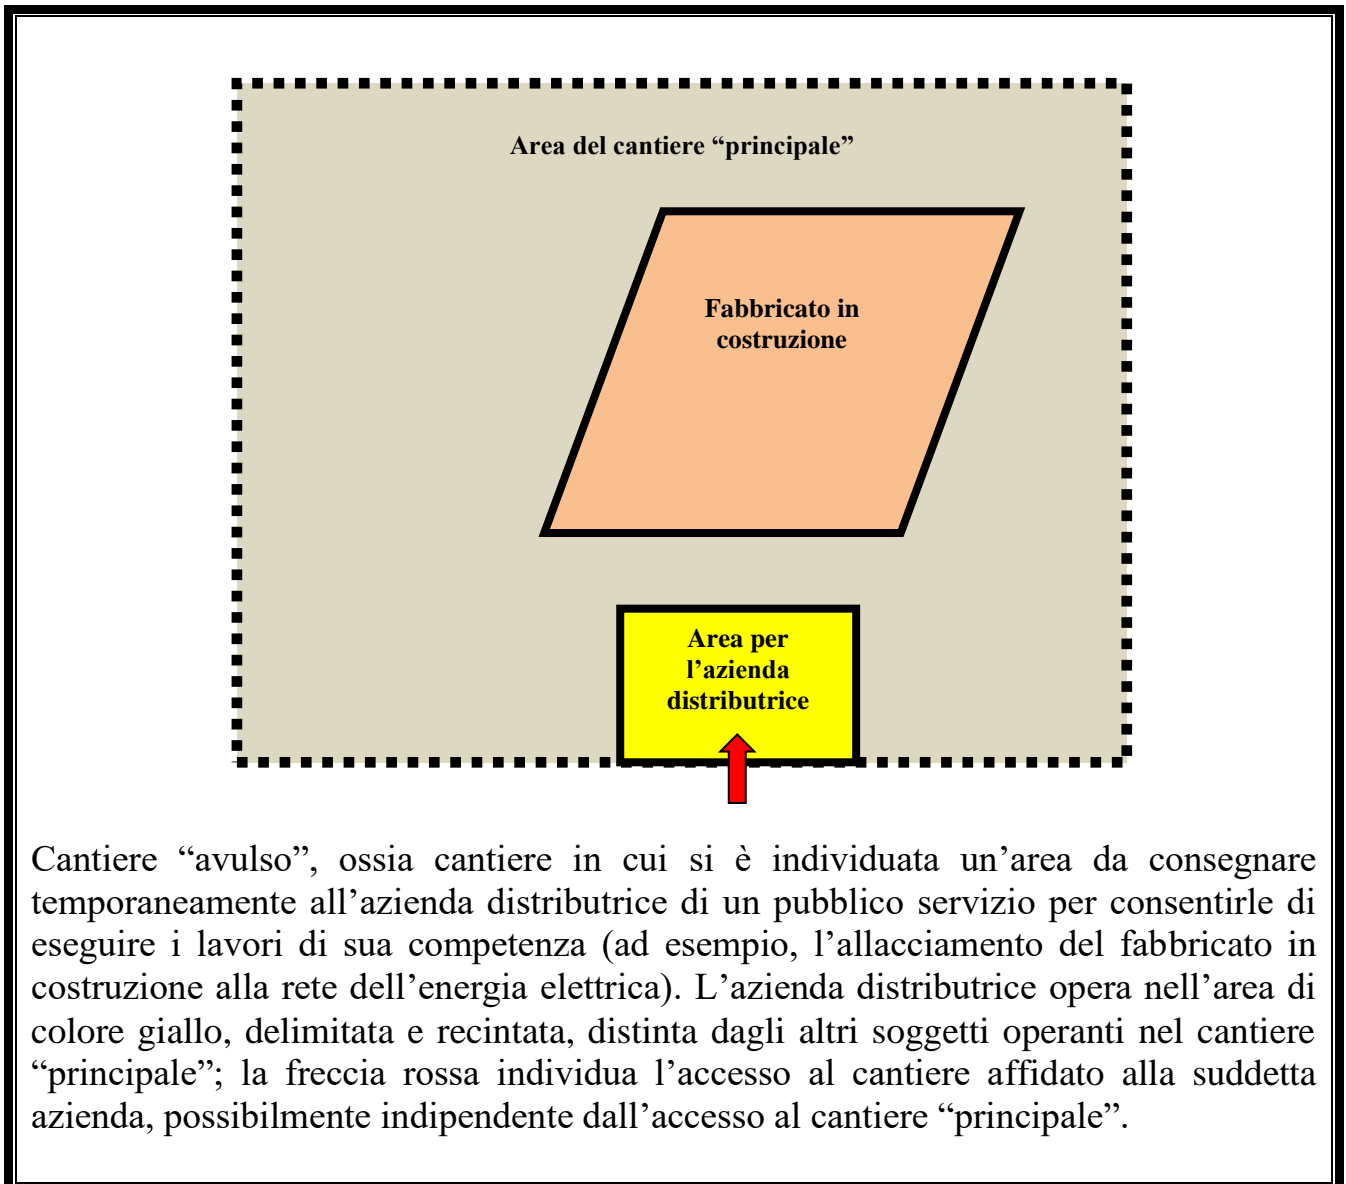 Area del cantiere “principale”
Fabbricato in
costruzione
Area per
l’azienda
distributrice
Cantiere “avulso”, ossia cantiere in cui si è individuata un’area da consegnare
temporaneamente all’azienda distributrice di un pubblico servizio per consentirle di
eseguire i lavori di sua competenza (ad esempio, l’allacciamento del fabbricato in
costruzione alla rete dell’energia elettrica). L’azienda distributrice opera nell’area di
colore giallo, delimitata e recintata, distinta dagli altri soggetti operanti nel cantiere
“principale”; la freccia rossa individua l’accesso al cantiere affidato alla suddetta
azienda, possibilmente indipendente dall’accesso al cantiere “principale”.